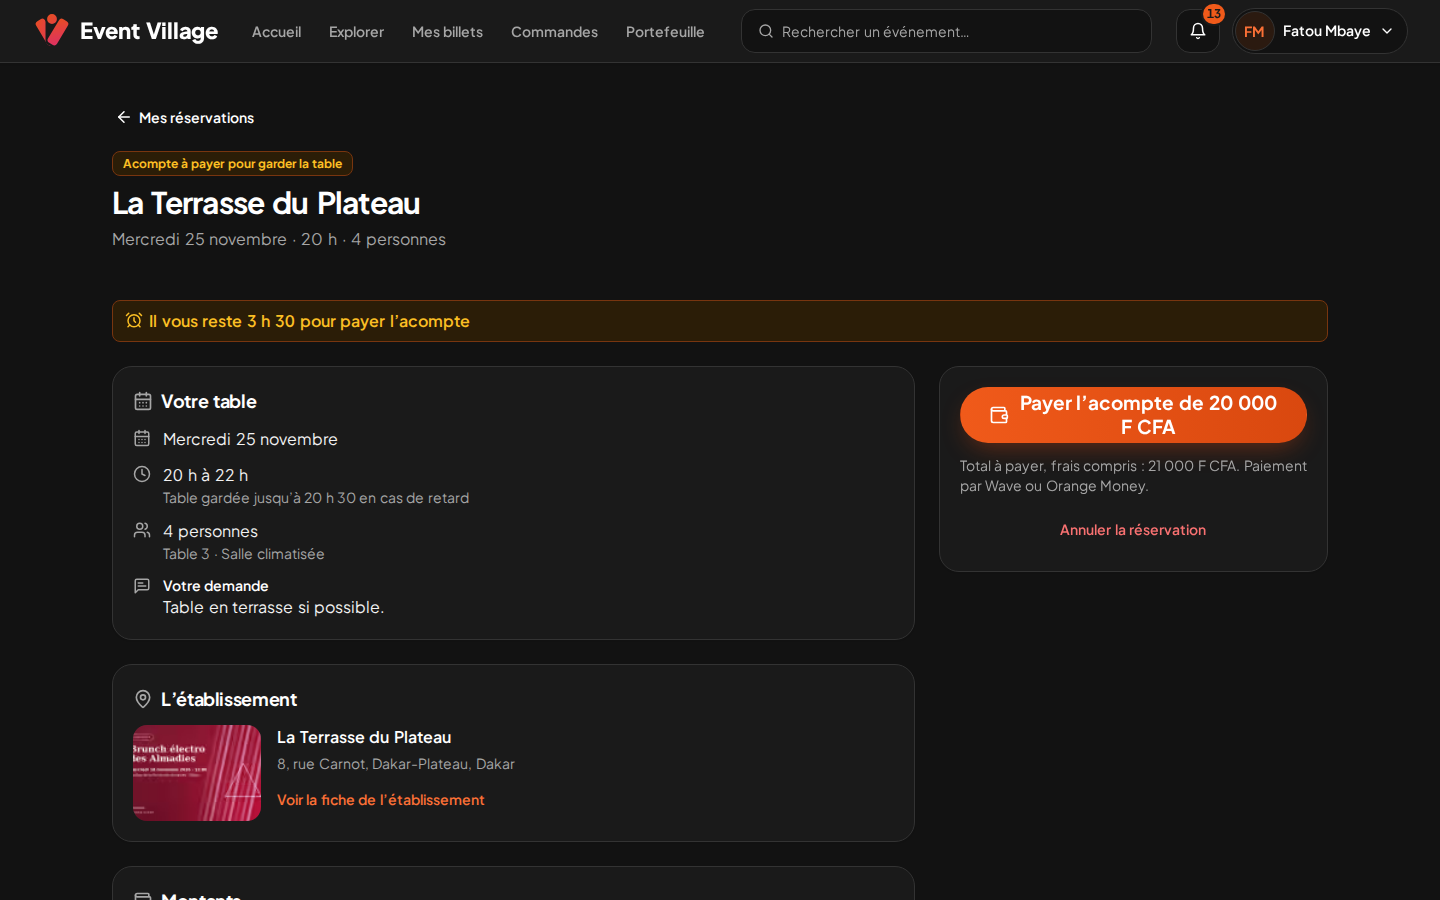 Event Village
Accueil
Explorer
Mes billets
Commandes
Portefeuille
Rechercher un événement…
13
FM
Fatou Mbaye
Mes réservations
Acompte à payer pour garder la table
La Terrasse du Plateau
Mercredi 25 novembre · 20 h · 4 personnes
Il vous reste 3 h 30 pour payer l’acompte
Votre table
Mercredi 25 novembre
20 h à 22 h
Table gardée jusqu’à 20 h 30 en cas de retard
4 personnes
Table 3 · Salle climatisée
Votre demande
Table en terrasse si possible.
Payer l’acompte de 20 000
F CFA
Total à payer, frais compris : 21 000 F CFA. Paiement
par Wave ou Orange Money.
Annuler la réservation
L’établissement
Brunch électro
des Almadies
La Terrasse du Plateau
8, rue Carnot, Dakar-Plateau, Dakar
Voir la fiche de l’établissement
Montants